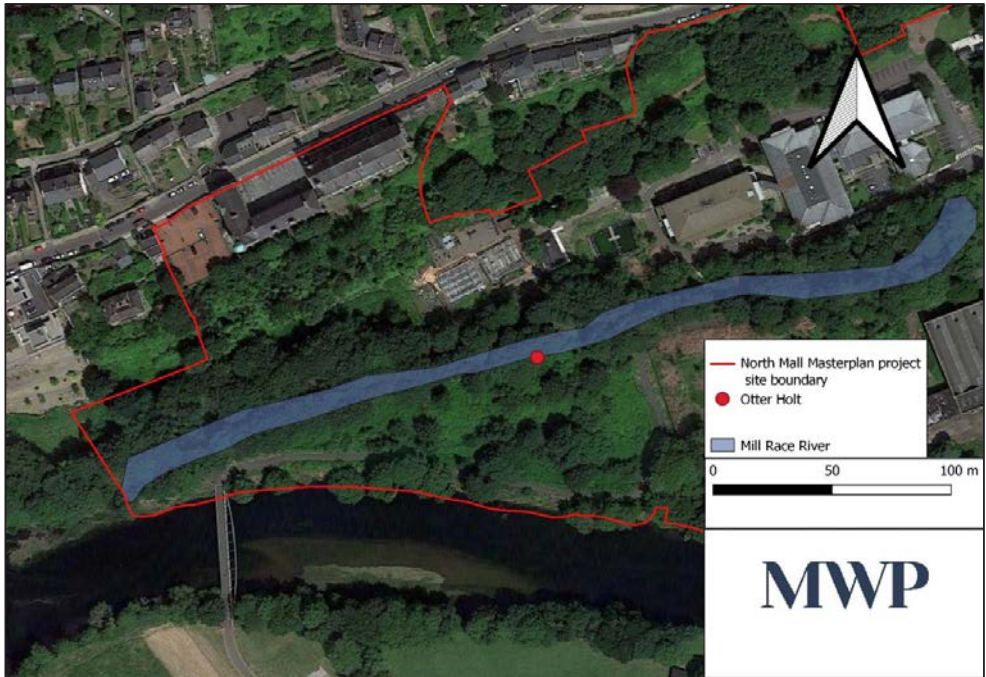 North Mall Masterplan project
site boundary
Otter Holt
Mill Race River
0 50 100 m
MWP